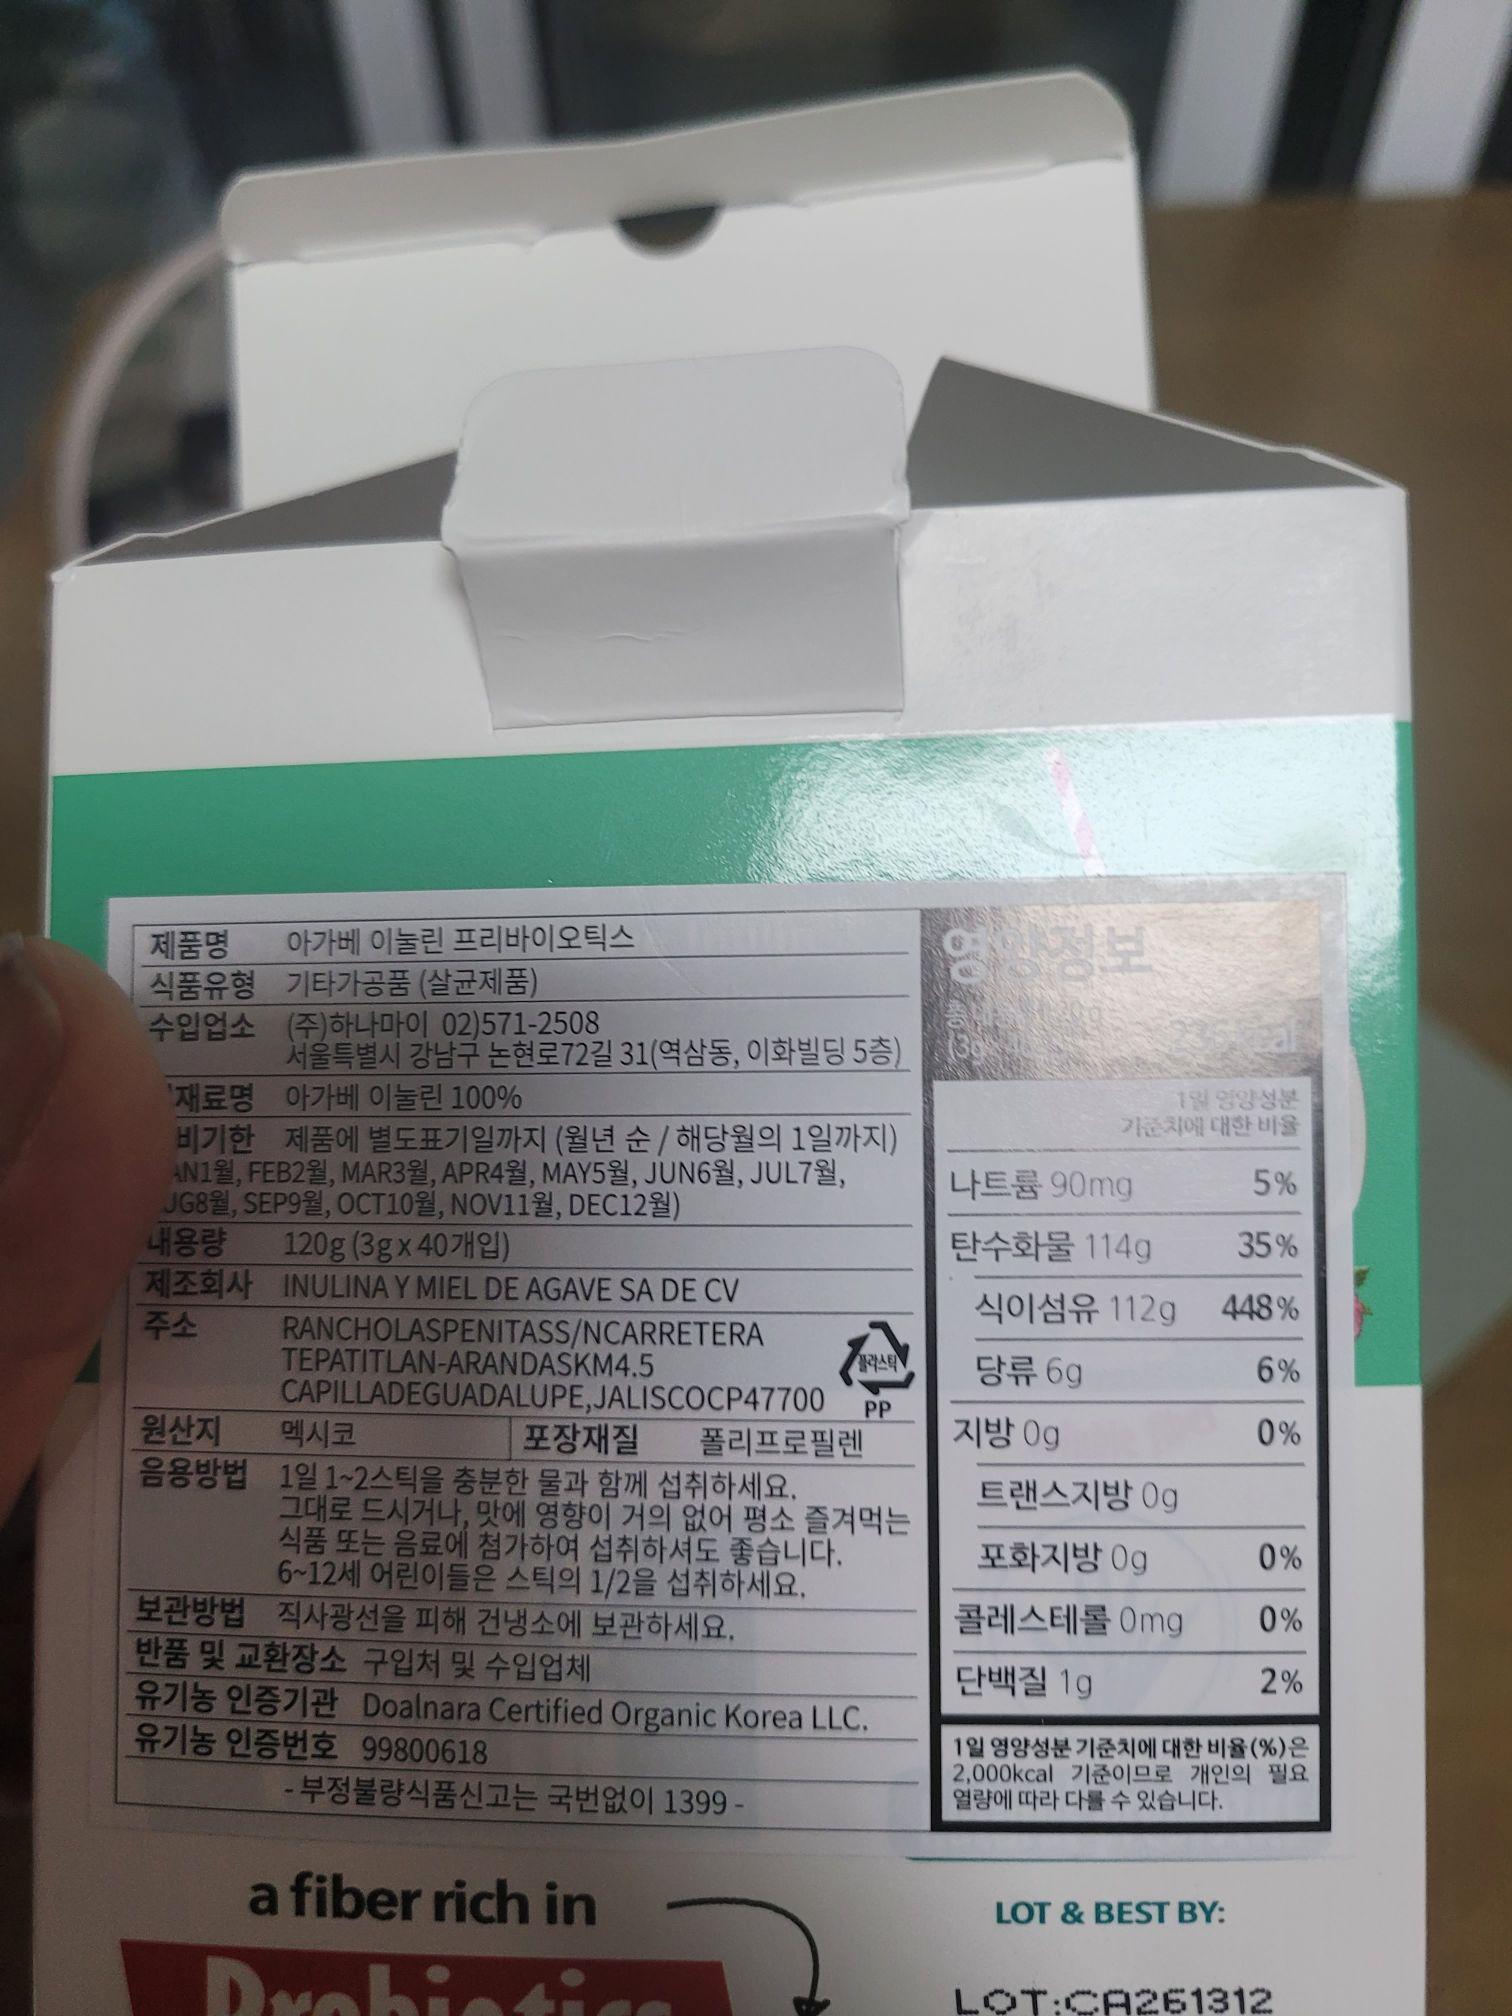 제품명 아가베 이눌린 프리바이오틱스
식품유형 기타가공품 (살균제품)
수입업소 (주)하나마이 02)571-2508
서울특별시 강남구 논현로72길 31(역삼동, 이화빌딩 5층)
재료명 아가베 이눌린 100%
비기한 제품에 별도표기일까지 (월년 순 / 해당월의 1일까지)
AN1월, FEB2월, MAR3월, APR4월, MAY5월, JUN6월, JUL7월,
UG8월, SEP9월, OCT10월, NOV11월, DEC12월)
내용량 120g (3g x 40개입)
제조회사 INULINA Y MIEL DE AGAVE SA DE CV
주소 RANCHOLASPENITASS/NCARRETERA
TEPATITLAN-ARANDASKM4.5
CAPILLADEGUADALUPE,JALISCOCP47700
플라스틱
PP
원산지 멕시코 포장재질 폴리프로필렌
음용방법 1일 1~2스틱을 충분한 물과 함께 섭취하세요.
그대로 드시거나, 맛에 영향이 거의 없어 평소 즐겨먹는
식품 또는 음료에 첨가하여 섭취하셔도 좋습니다.
6~12세 어린이들은 스틱의 1/2을 섭취하세요.
보관방법 직사광선을 피해 건냉소에 보관하세요.
반품 및 교환장소 구입처 및 수입업체
유기농 인증기관 Doalnara Certified Organic Korea LLC.
유기농 인증번호 99800618
- 부정불량식품신고는 국번없이 1399 -
영양정보
1일 영양성분
기준치에 대한 비율
나트륨 90mg 5%
탄수화물 114g 35%
식이섬유 112g 448%
당류 6g 6%
지방 0g 0%
트랜스지방 0g
포화지방 0g 0%
콜레스테롤 0mg 0%
단백질 1g 2%
1일 영양성분 기준치에 대한 비율(%)은
2,000kcal 기준이므로 개인의 필요
열량에 따라 다를 수 있습니다.
a fiber rich in
LOT & BEST BY:
LOT:CA261312